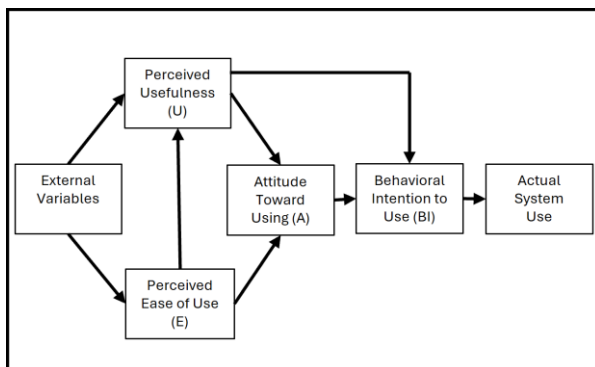 Perceived
Usefulness
(U)
External
Variables
Attitude
Toward
Using (A)
Behavioral
Intention to
Use (BI)
Actual
System
Use
Perceived
Ease of Use
(E)